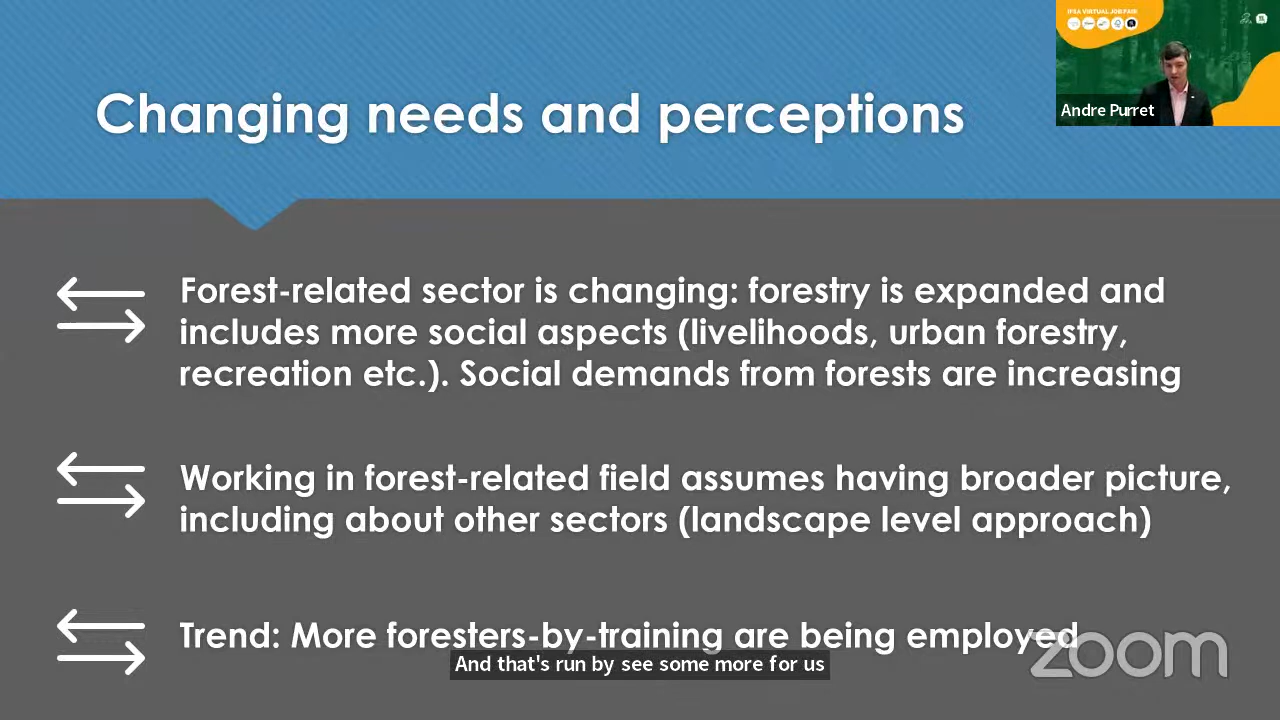 IFSA VIRTUAL JOB FAIR
Changing needs and perceptions
Andre Purret
Forest-related sector is changing: forestry is expanded and
includes more social aspects (livelihoods, urban forestry,
recreation etc.). Social demands from forests are increasing
Working in forest-related field assumes having broader picture,
including about other sectors (landscape level approach)
Trend: More foresters-by-training are being employed
zoom
And that's run by see some more for us